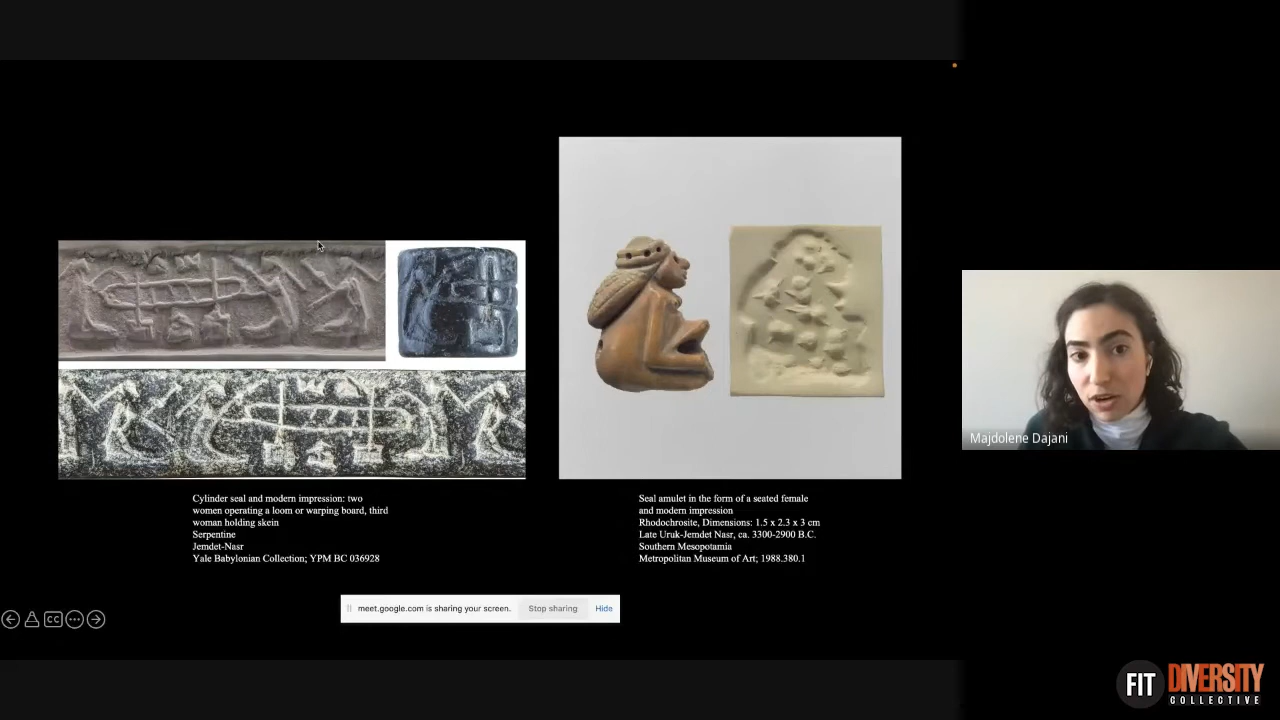 Cylinder seal and modern impression: two
women operating a loom or warping board, third
woman holding skein
Serpentine
Jemdet-Nasr
Yale Babylonian Collection; YPM BC 036928
Seal amulet in the form of a seated female
and modern impression
Rhodochrosite, Dimensions: 1.5 x 2.3 x 3 cm
Late Uruk-Jemdet Nasr, ca. 3300-2900 B.C.
Southern Mesopotamia
Metropolitan Museum of Art; 1988.380.1
Majdolene Dajani
meet.google.com is sharing your screen.
Stop sharing
Hide
CC
FIT
DIVERSITY
COLLECTIVE